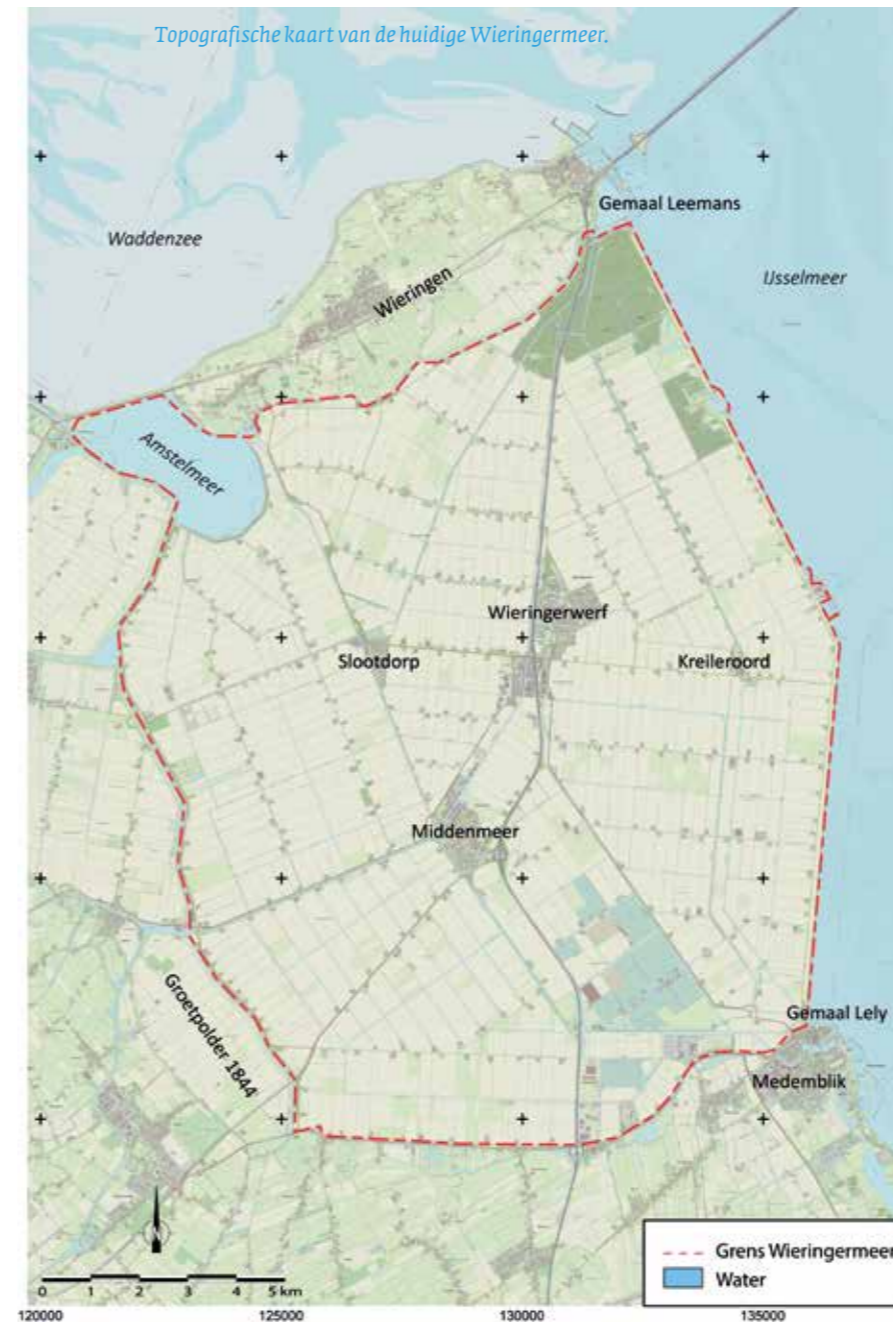 Topografische kaart van de huidige Wieringermeer.
Gemaal Leemans
Waddenzee
IJsselmeer
Wieringen
Amstelmeer
Wieringerwerf
Slootdorp
Kreileroord
Middenmeer
Groetpolder 1844
Gemaal Lely
Medemblik
N
Grens Wieringermeer
Water
0 1 2 3 4 5 km
120000 125000 130000 135000